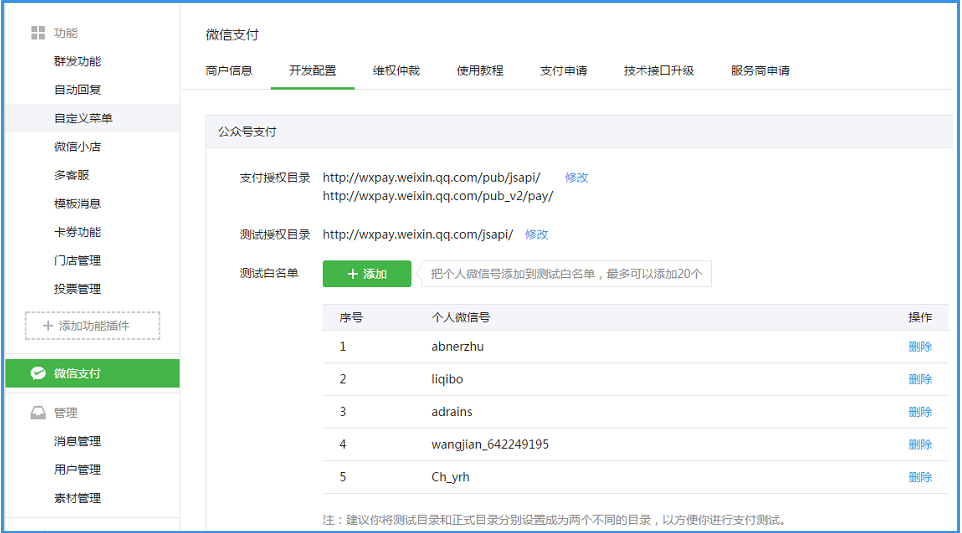 功能
群发功能
自动回复
自定义菜单
微信小店
多客服
模板消息
卡券功能
门店管理
投票管理
添加功能插件
微信支付
管理
消息管理
用户管理
素材管理
微信支付
商户信息 开发配置 维权仲裁 使用教程 支付申请 技术接口升级 服务商申请
公众号支付
支付授权目录 http://wxpay.weixin.qq.com/pub/jsapi/ 修改
http://wxpay.weixin.qq.com/pub_v2/pay/
测试授权目录 http://wxpay.weixin.qq.com/jsapi/ 修改
测试白名单 添加 把个人微信号添加到测试白名单，最多可以添加20个
序号 个人微信号 操作
1 abnerzhu 删除
2 liqibo 删除
3 adrains 删除
4 wangjian_642249195 删除
5 Ch_yrh 删除
注：建议你将测试目录和正式目录分别设置成为两个不同的目录，以方便你进行支付测试。